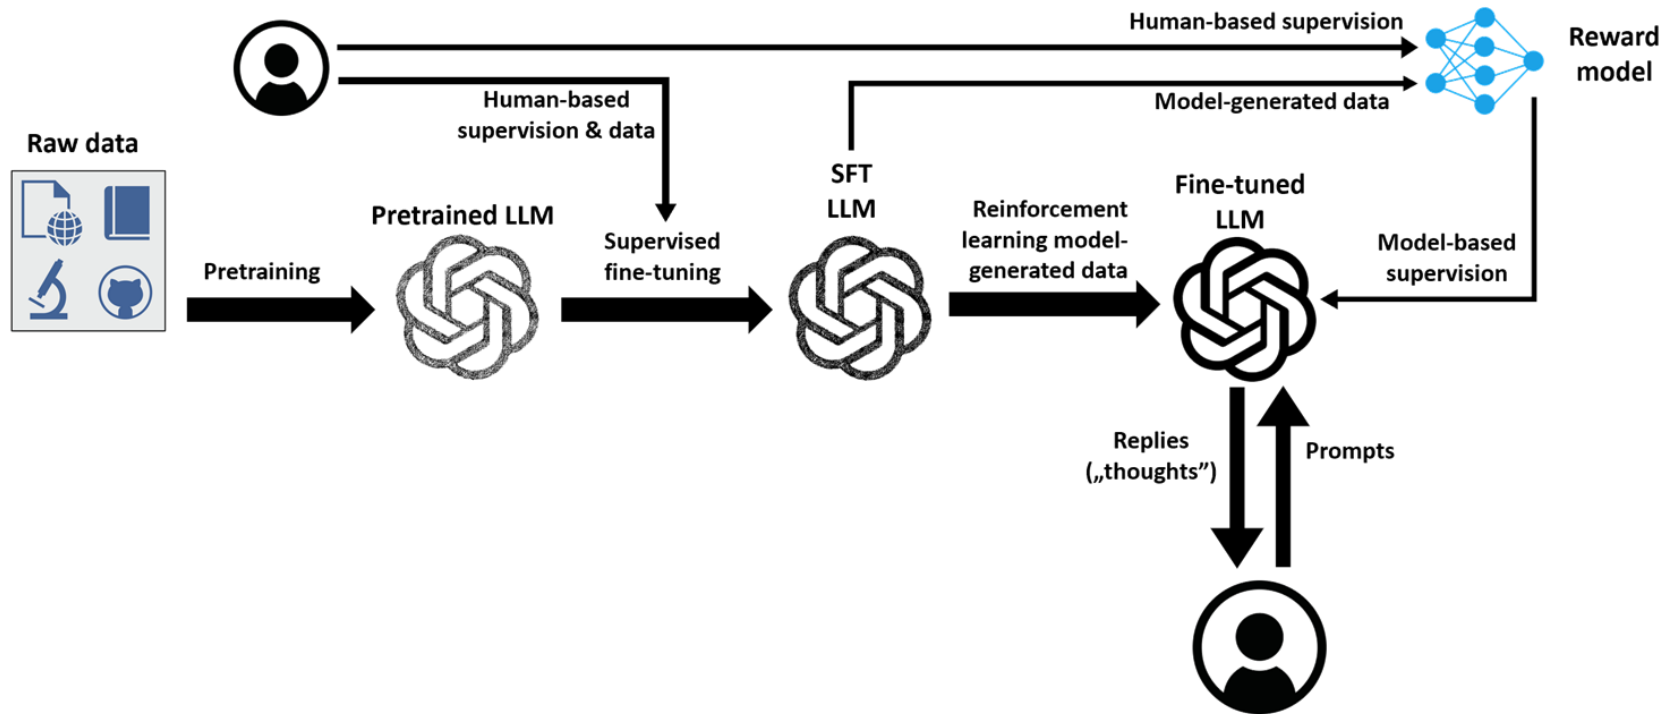 Human-based supervision
Reward
model
Human-based
supervision & data
Model-generated data
Raw data
SFT
LLM
Fine-tuned
LLM
Pretrained LLM
Reinforcement
learning model-
generated data
Supervised
fine-tuning
Model-based
supervision
Pretraining
Replies
(„thoughts”)
Prompts